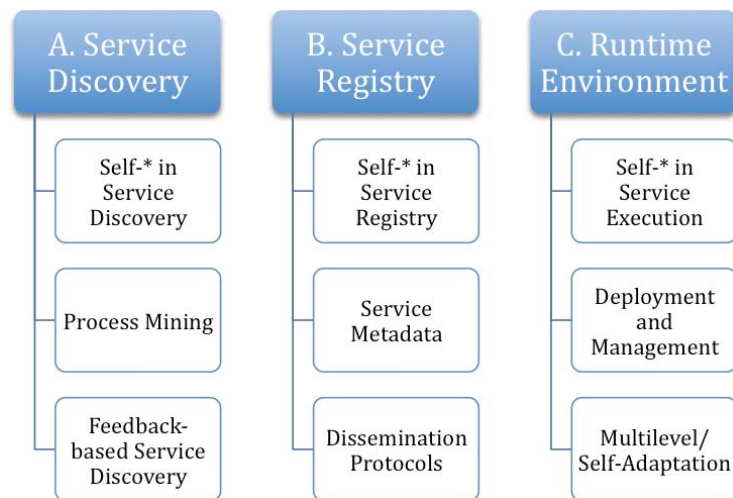 A. Service
Discovery
Self-* in
Service
Discovery
Process Mining
Feedback-
based Service
Discovery
B. Service
Registry
Self-* in
Service
Registry
Service
Metadata
Dissemination
Protocols
C. Runtime
Environment
Self-* in
Service
Execution
Deployment
and
Management
Multilevel/
Self-Adaptation